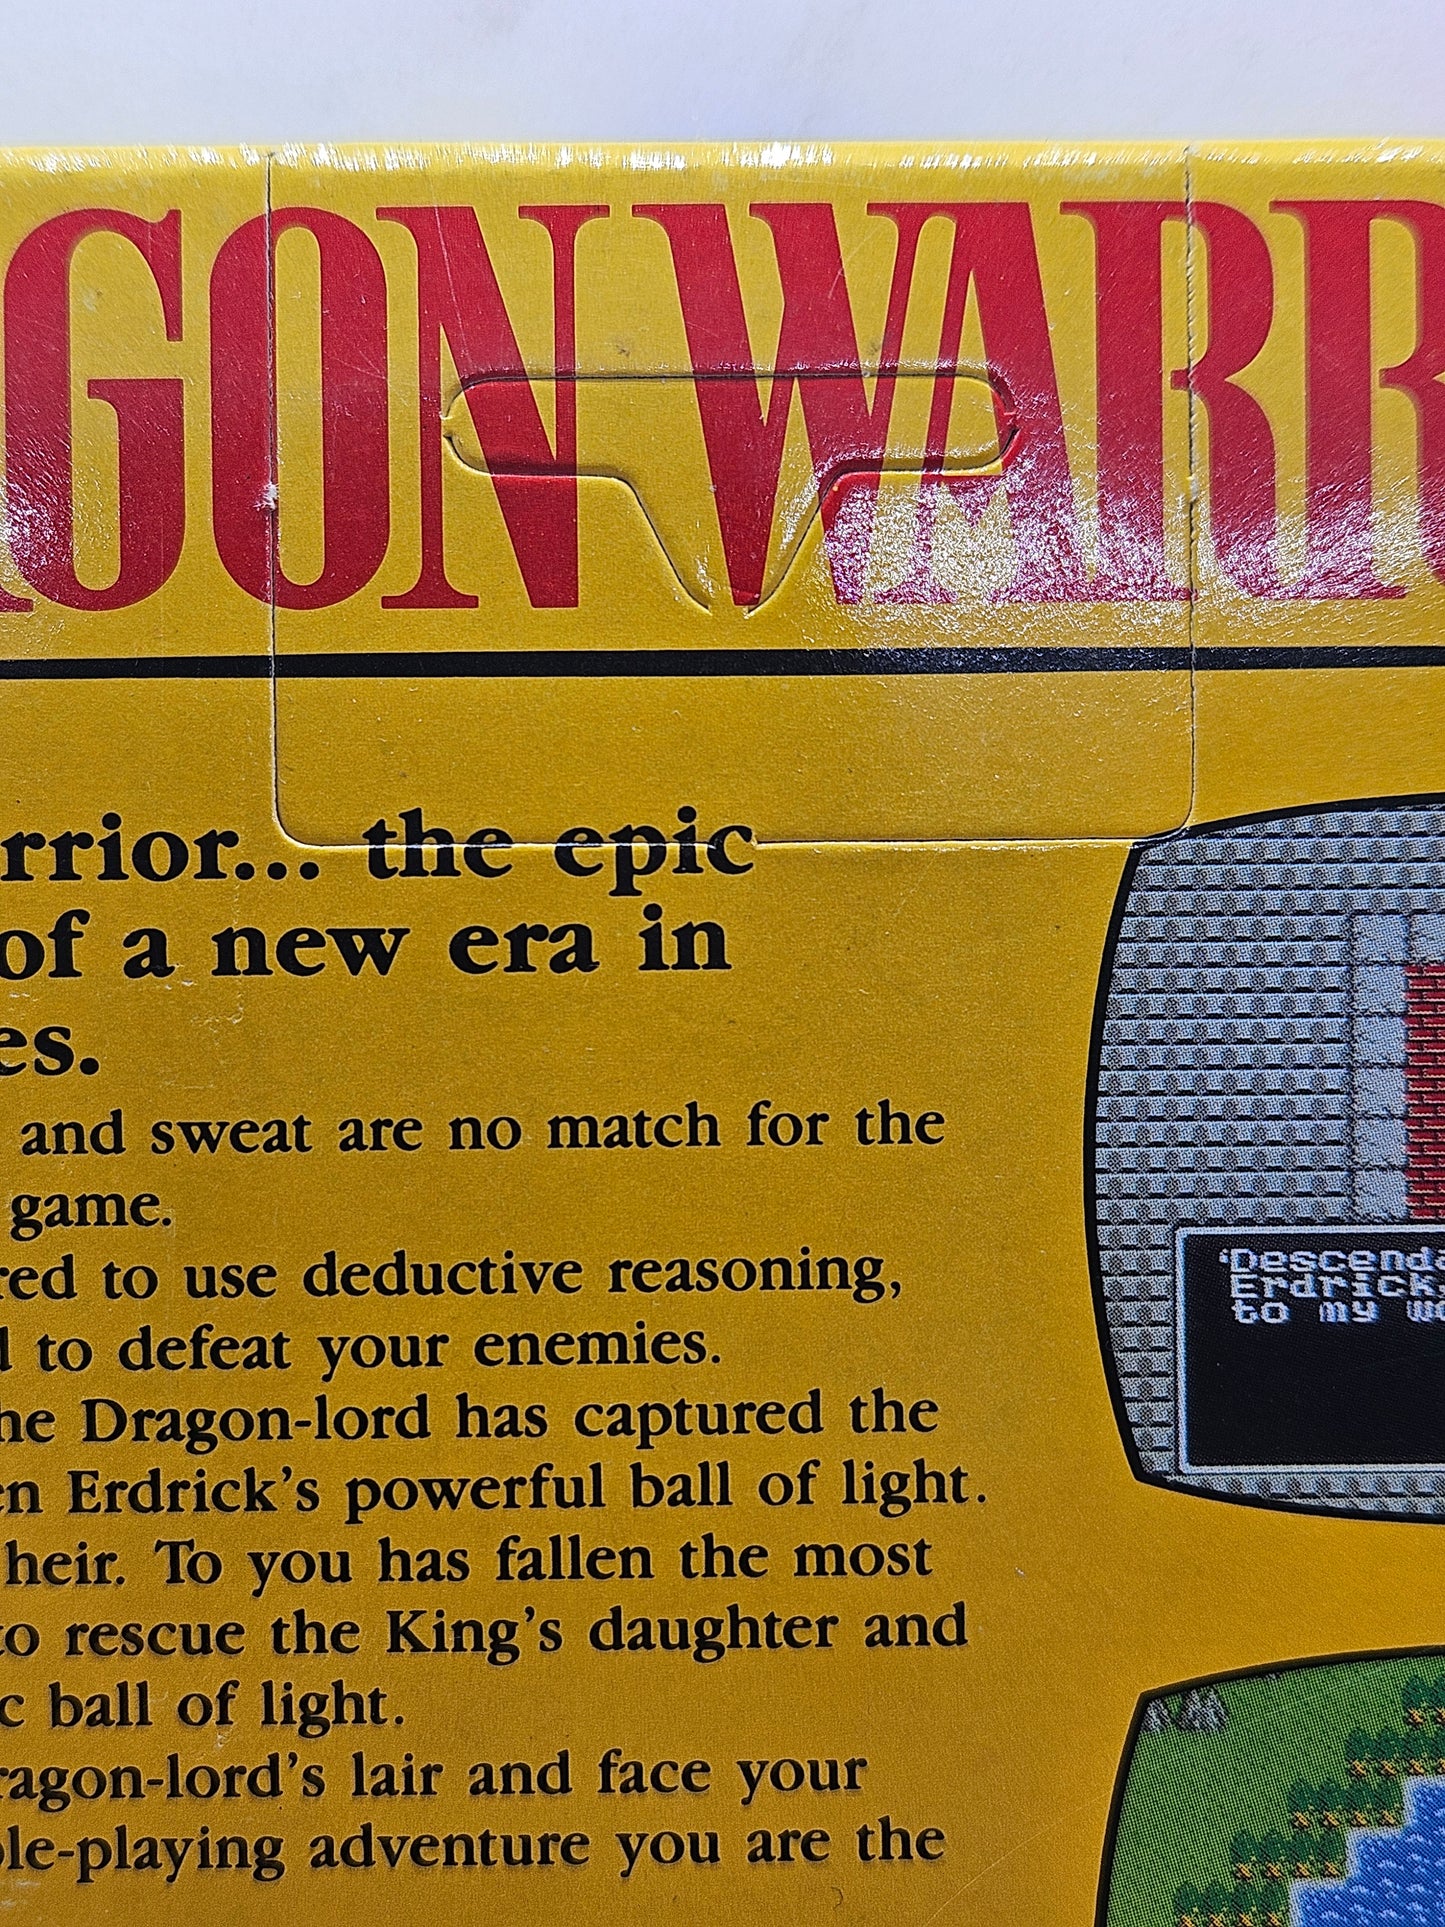 AGON WARR
rrior... the epic
of a new era in
es.
and sweat are no match for the
game.
red to use deductive reasoning,
d to defeat your enemies.
he Dragon-lord has captured the
en Erdrick's powerful ball of light.
heir. To you has fallen the most
to rescue the King's daughter and
c ball of light.
ragon-lord's lair and face your
ole-playing adventure you are the
'Descenda
Erdrick,
to my wo